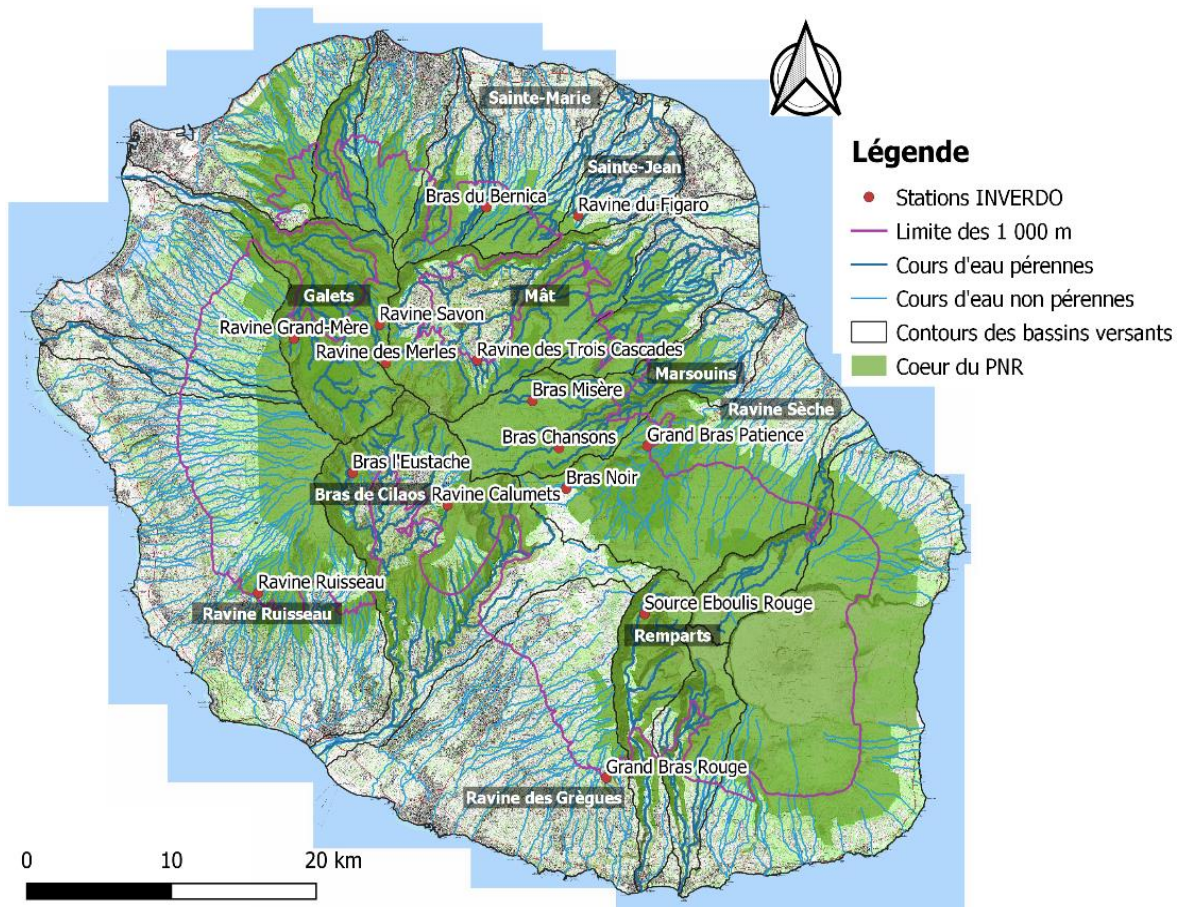 Sainte-Marie
Sainte-Jean
Bras du Bernica
Ravine du Figaro
Galets
Mât
Ravine Savon
Ravine Grand-Mère
Ravine des Merles
Ravine des Trois Cascades
Marsouins
Bras Misère
Ravine Sèche
Bras Chansons
Grand Bras Patience
Bras l'Eustache
Bras Noir
Bras de Cilaos
Ravine Calumets
Ravine Ruisseau
Ravine Ruisseau
Source Eboulis Rouge
Remparts
Grand Bras Rouge
Ravine des Grègues
Légende
Stations INVERDO
Limite des 1 000 m
Cours d'eau pérennes
Cours d'eau non pérennes
Contours des bassins versants
Coeur du PNR
0 10 20 km